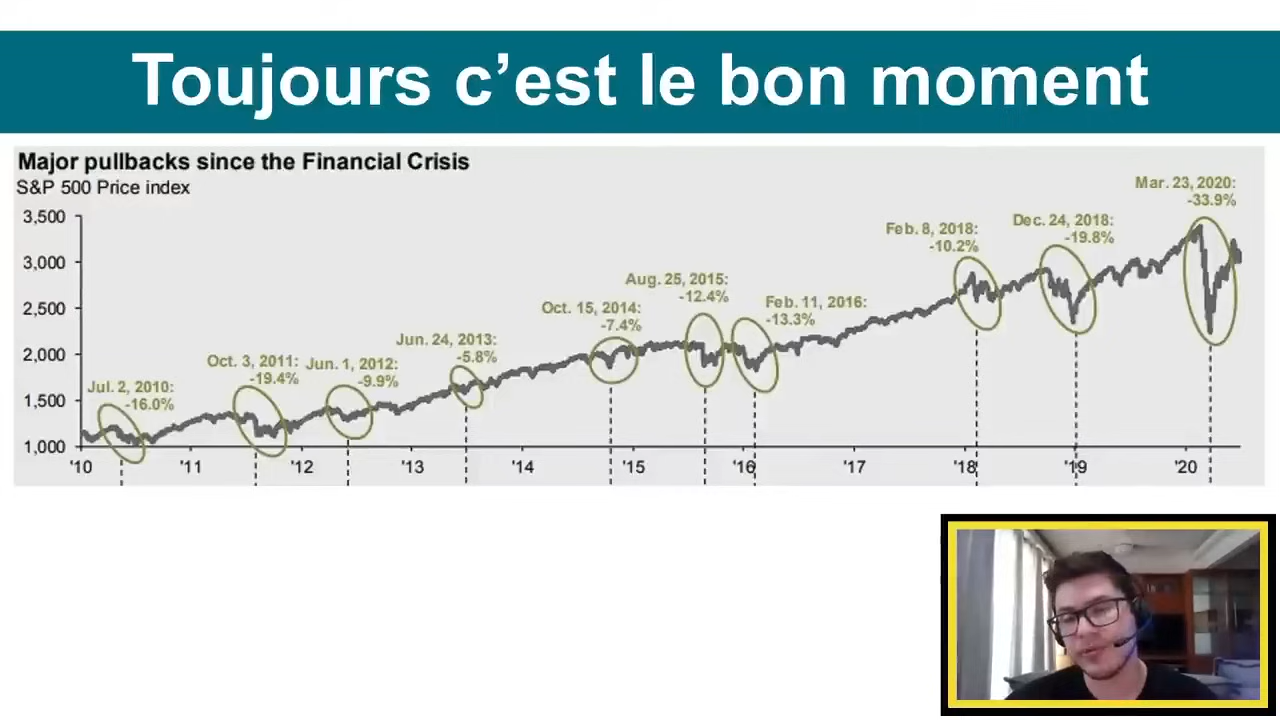 Toujours c’est le bon moment
Major pullbacks since the Financial Crisis
S&P 500 Price index
Mar. 23, 2020:
-33.9%
3,500
Dec. 24, 2018:
-19.8%
Feb. 8, 2018:
-10.2%
3,000
Aug. 25, 2015:
-12.4%
Feb. 11, 2016:
-13.3%
2,500
Oct. 15, 2014:
-7.4%
Jun. 24, 2013:
-5.8%
2,000
Oct. 3, 2011:
-19.4%
Jun. 1, 2012:
-9.9%
Jul. 2, 2010:
-16.0%
1,500
1,000
'10 '11 '12 '13 '14 '15 '16 '17 '18 '19 '20